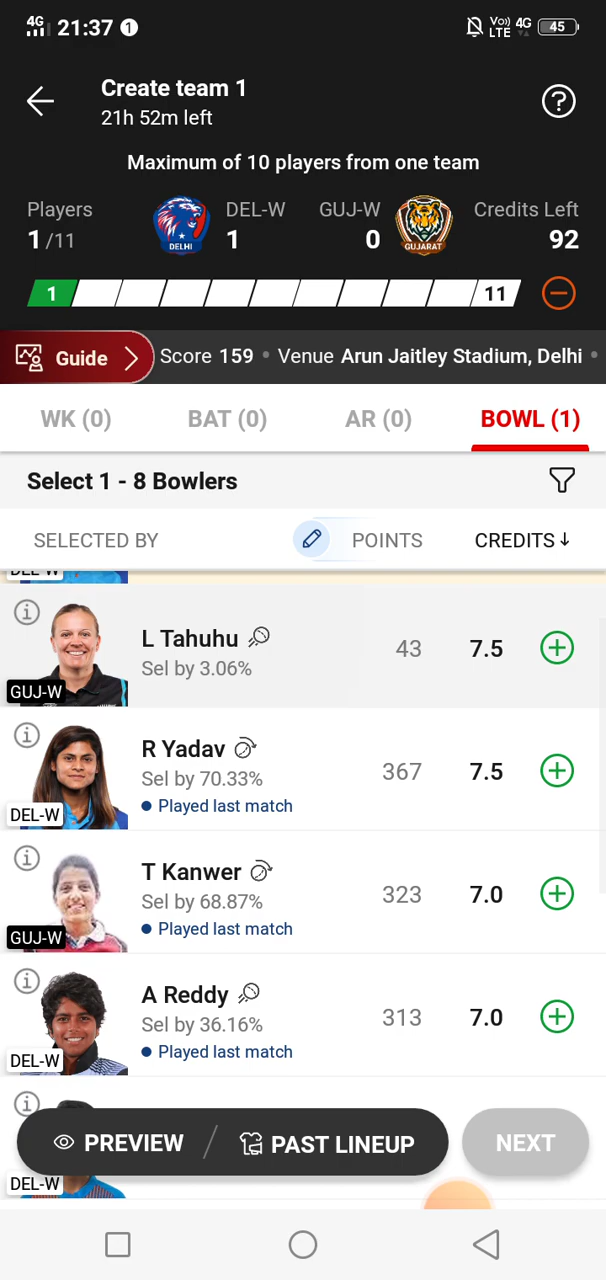 4G 21:37 1 Vo)) LTE 4G 45
Create team 1
21h 52m left
?
Maximum of 10 players from one team
Players DEL-W GUJ-W Credits Left
1/11 DELHI 1 0 GUJARAT 92
1 11
Guide Score 159 • Venue Arun Jaitley Stadium, Delhi •
WK (0) BAT (0) AR (0) BOWL (1)
Select 1 - 8 Bowlers
SELECTED BY POINTS CREDITS↓
DEL-W
i
L Tahuhu 43 7.5
Sel by 3.06%
GUJ-W
i
R Yadav 367 7.5
Sel by 70.33%
DEL-W • Played last match
i
T Kanwer 323 7.0
Sel by 68.87%
GUJ-W • Played last match
i
A Reddy 313 7.0
Sel by 36.16%
DEL-W • Played last match
i
PREVIEW / PAST LINEUP NEXT
DEL-W